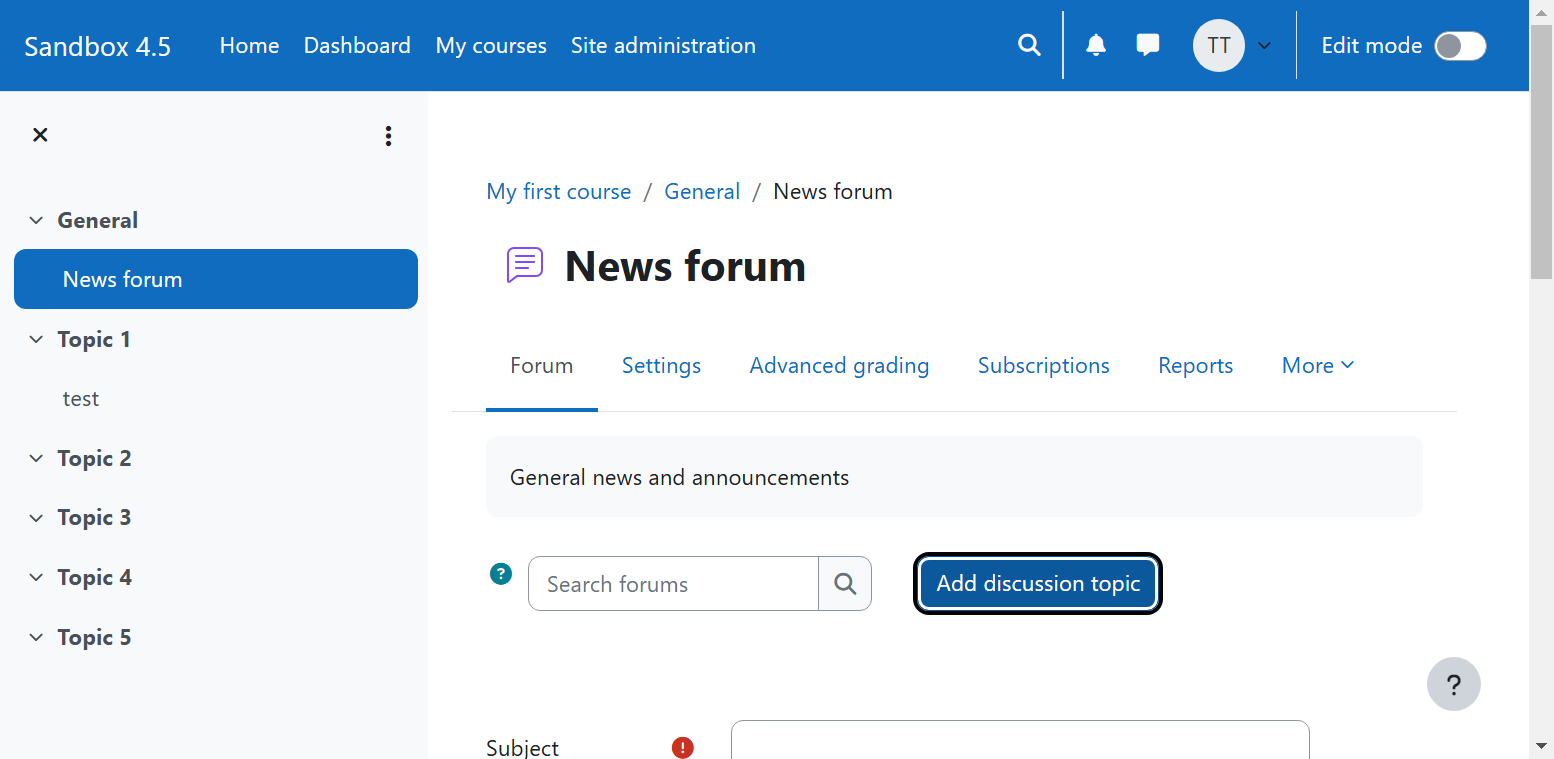 Sandbox 4.5 Home Dashboard My courses Site administration TT Edit mode
General
News forum
Topic 1
test
Topic 2
Topic 3
Topic 4
Topic 5
My first course / General / News forum
News forum
Forum Settings Advanced grading Subscriptions Reports More
General news and announcements
? Search forums Add discussion topic
?
Subject !